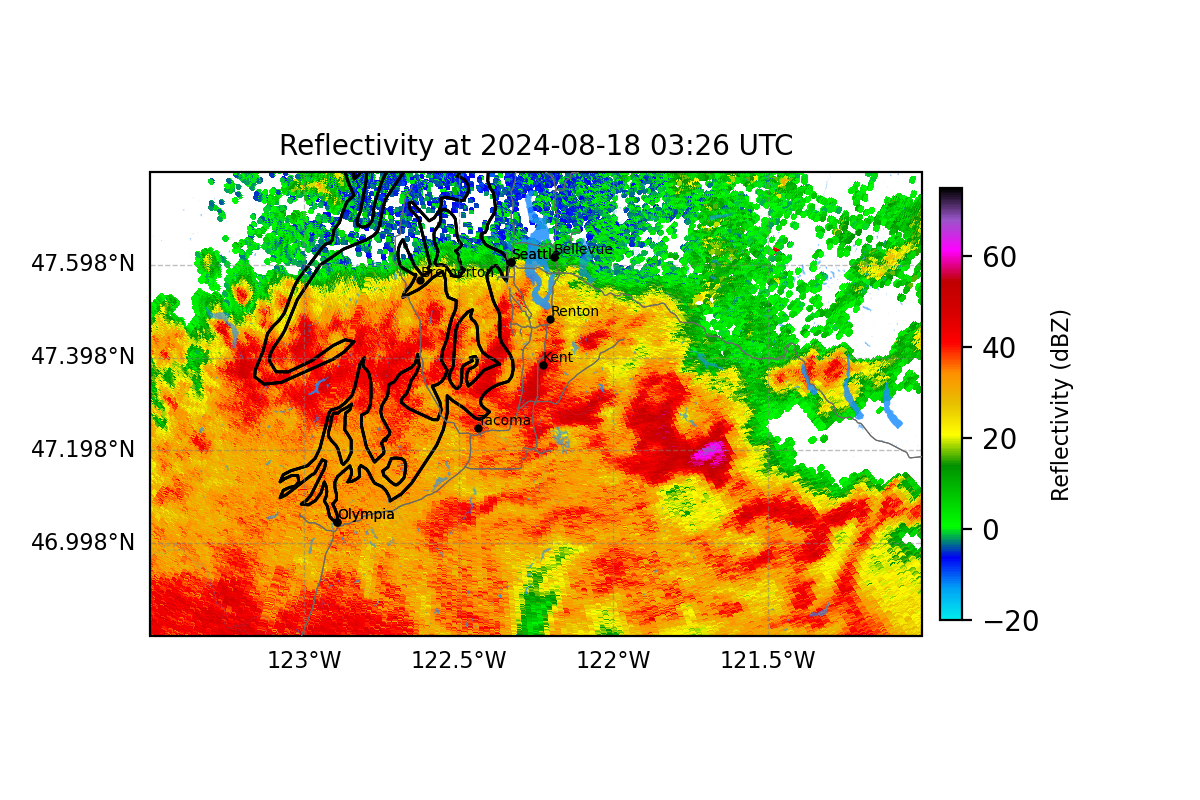 Reflectivity at 2024-08-18 03:26 UTC
47.598°N
47.398°N
47.198°N
46.998°N
123°W
122.5°W
122°W
121.5°W
Seattle
Bellevue
Bremerton
Renton
Kent
Tacoma
Olympia
60
40
20
0
−20
Reflectivity (dBZ)